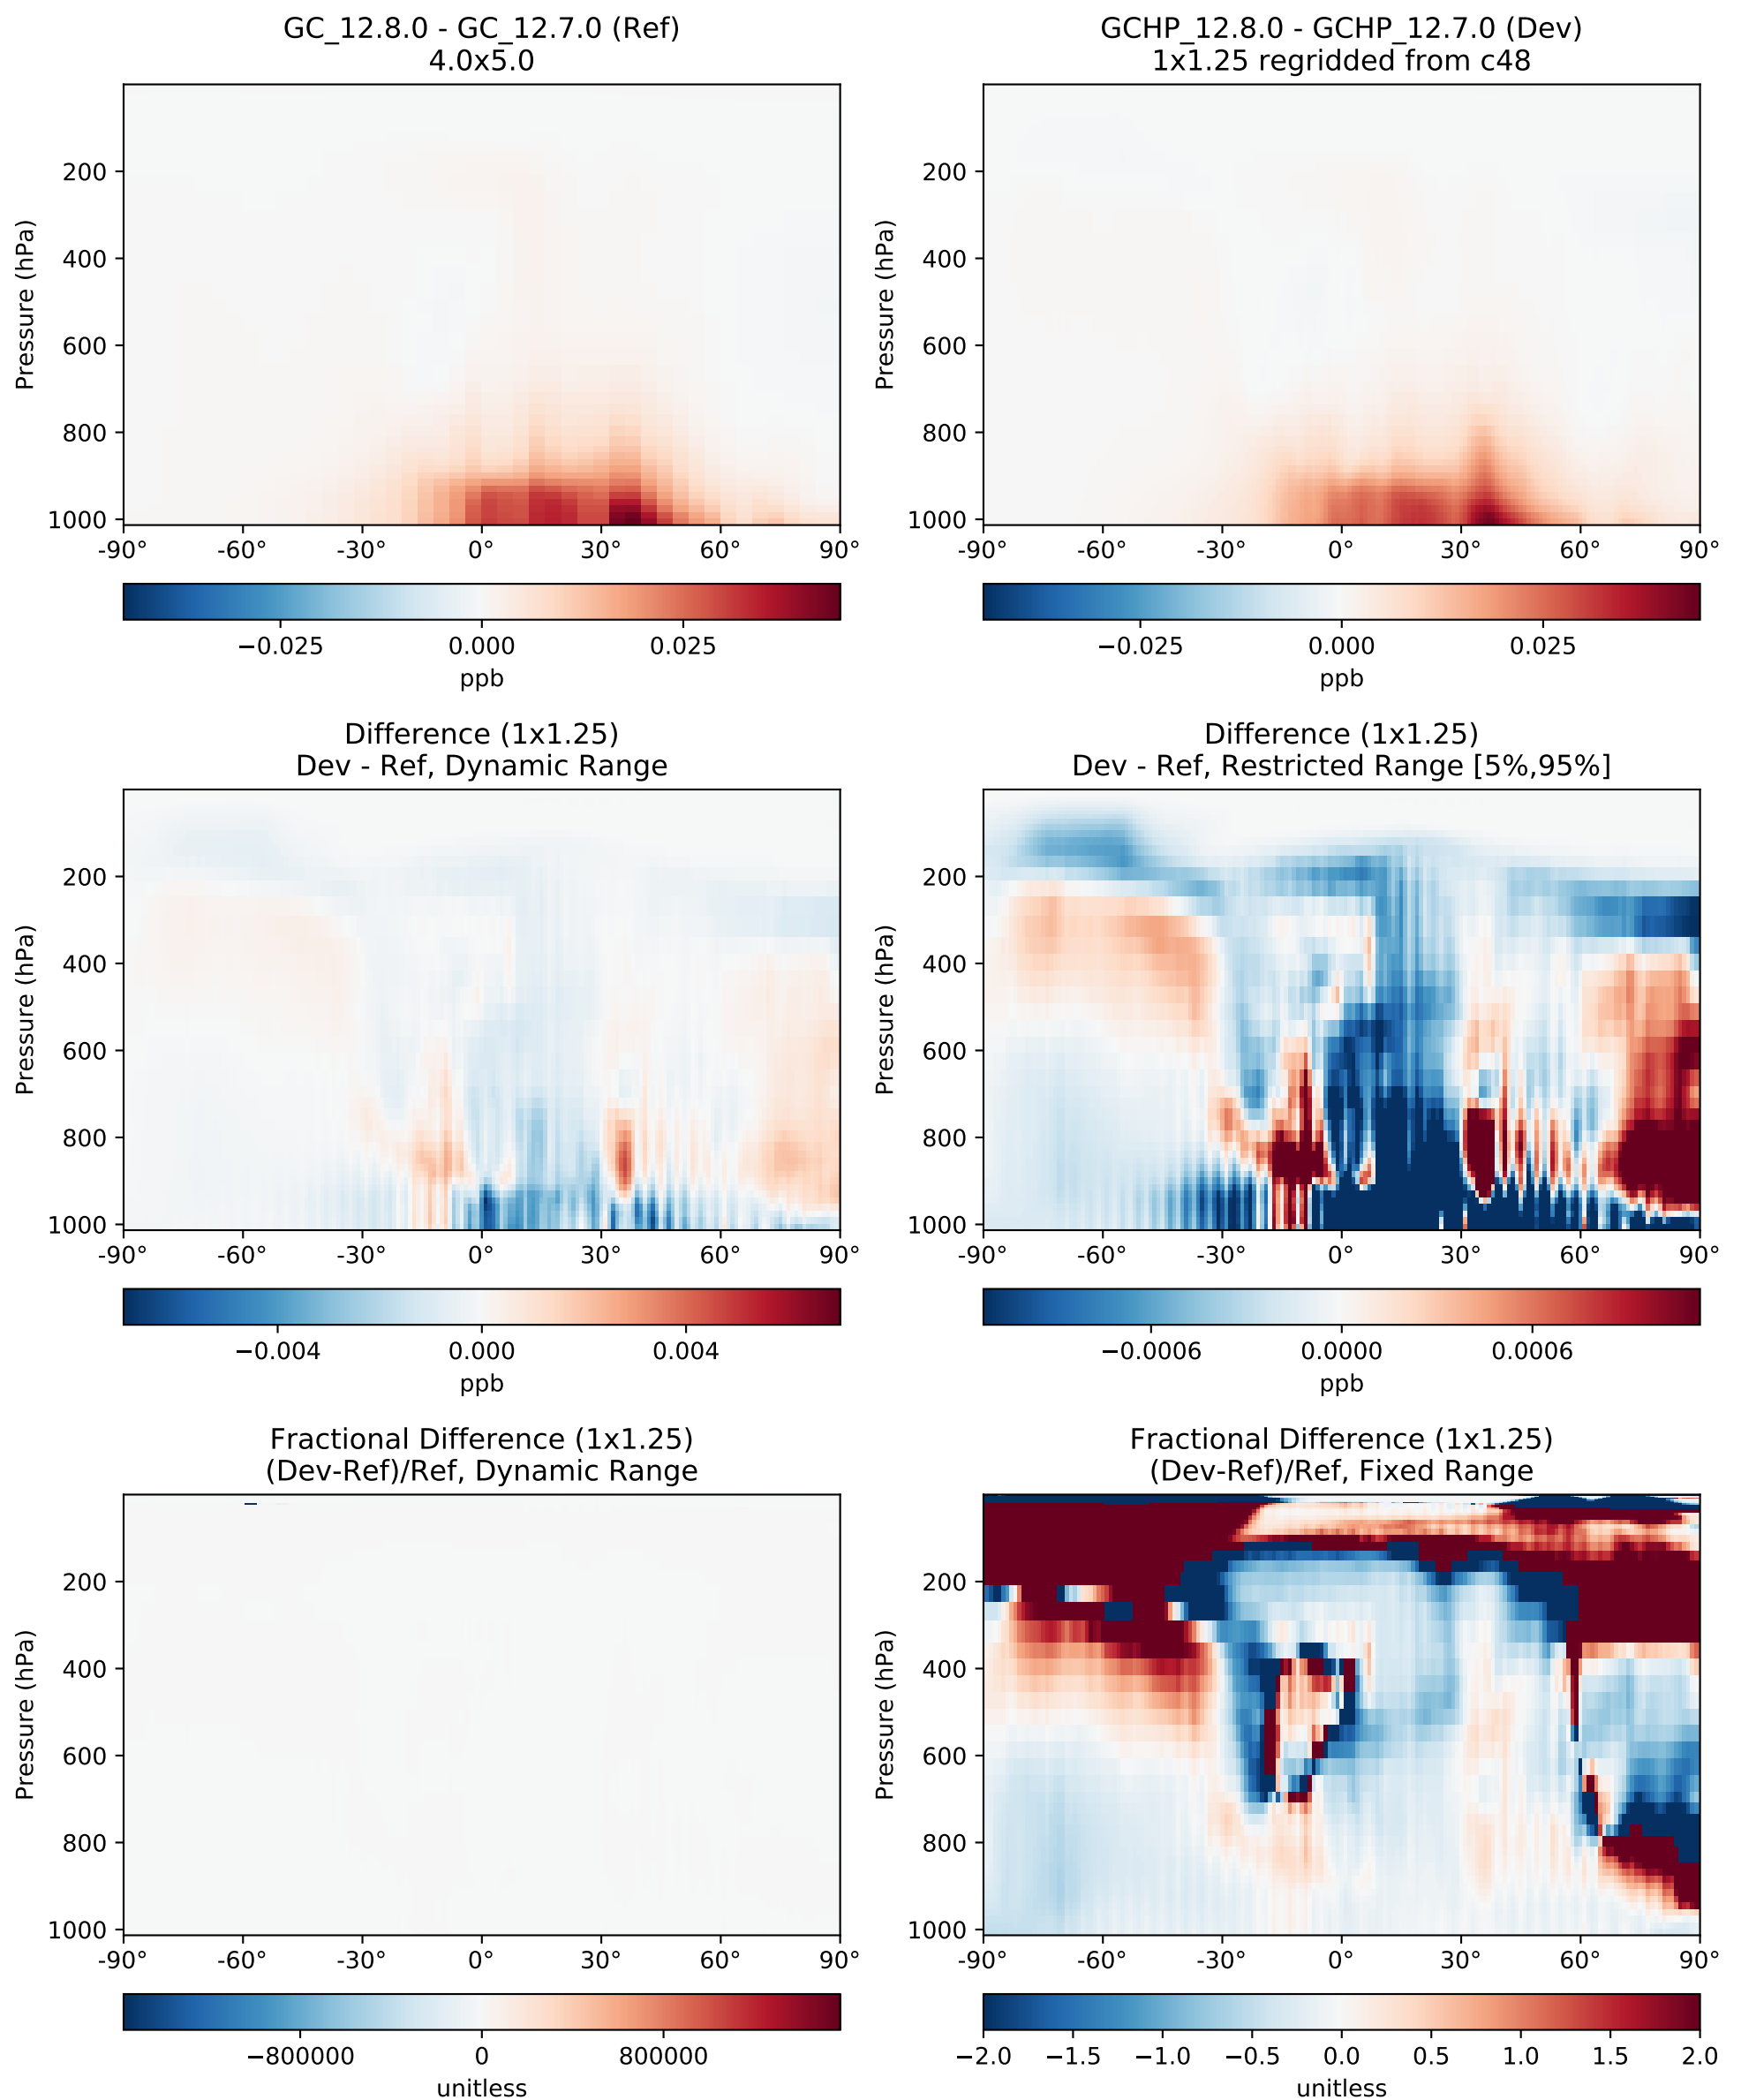 GC_12.8.0 - GC_12.7.0 (Ref)
4.0x5.0
Pressure (hPa)
200
400
600
800
1000
-90° -60° -30° 0° 30° 60° 90°
−0.025 0.000 0.025
ppb
GCHP_12.8.0 - GCHP_12.7.0 (Dev)
1x1.25 regridded from c48
Pressure (hPa)
200
400
600
800
1000
-90° -60° -30° 0° 30° 60° 90°
−0.025 0.000 0.025
ppb
Difference (1x1.25)
Dev - Ref, Dynamic Range
Pressure (hPa)
200
400
600
800
1000
-90° -60° -30° 0° 30° 60° 90°
−0.004 0.000 0.004
ppb
Difference (1x1.25)
Dev - Ref, Restricted Range [5%,95%]
Pressure (hPa)
200
400
600
800
1000
-90° -60° -30° 0° 30° 60° 90°
−0.0006 0.0000 0.0006
ppb
Fractional Difference (1x1.25)
(Dev-Ref)/Ref, Dynamic Range
Pressure (hPa)
200
400
600
800
1000
-90° -60° -30° 0° 30° 60° 90°
−800000 0 800000
unitless
Fractional Difference (1x1.25)
(Dev-Ref)/Ref, Fixed Range
Pressure (hPa)
200
400
600
800
1000
-90° -60° -30° 0° 30° 60° 90°
−2.0 −1.5 −1.0 −0.5 0.0 0.5 1.0 1.5 2.0
unitless